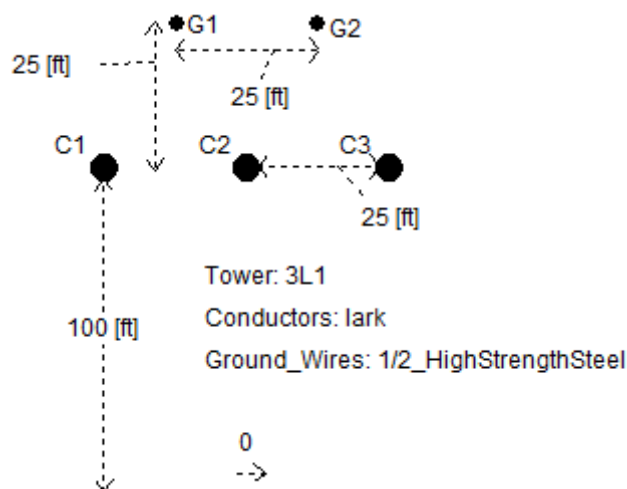 G1
G2
25 [ft]
25 [ft]
C1
C2
C3
25 [ft]
Tower: 3L1
Conductors: lark
100 [ft]
Ground_Wires: 1/2_HighStrengthSteel
0